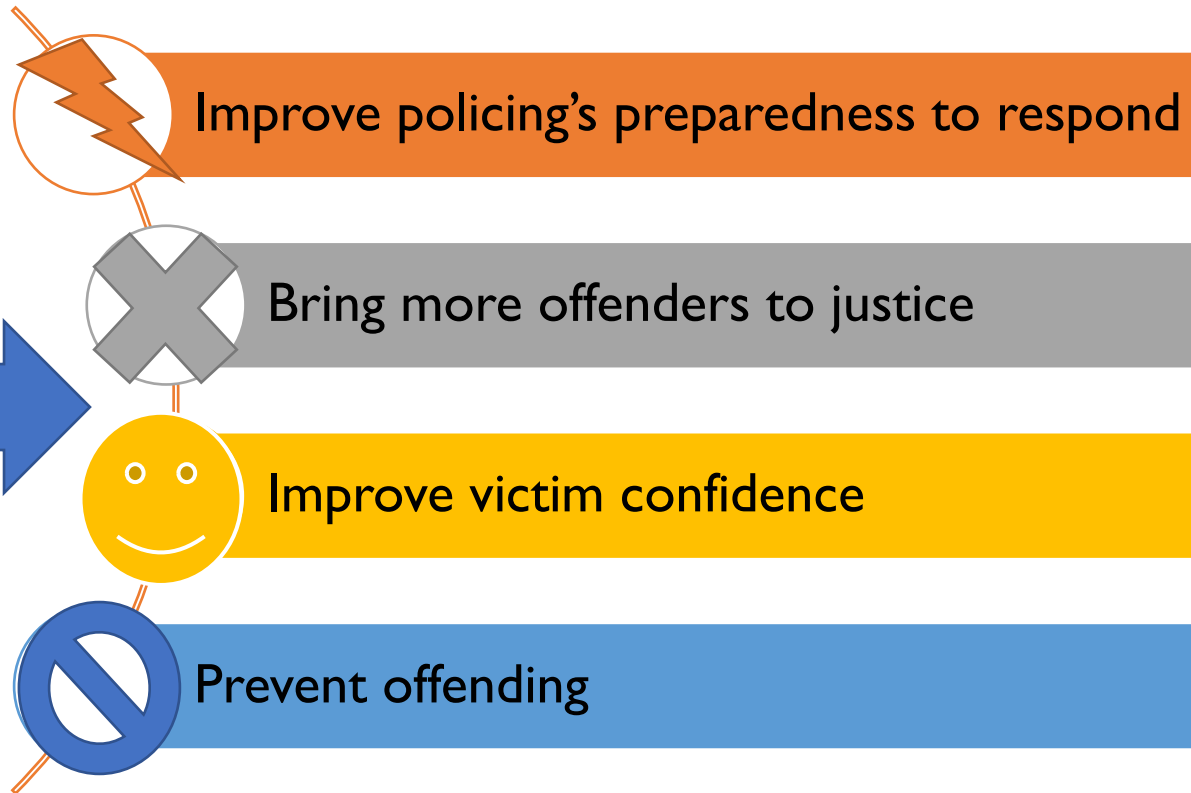 Improve policing’s preparedness to respond
Bring more offenders to justice
Improve victim confidence
Prevent offending